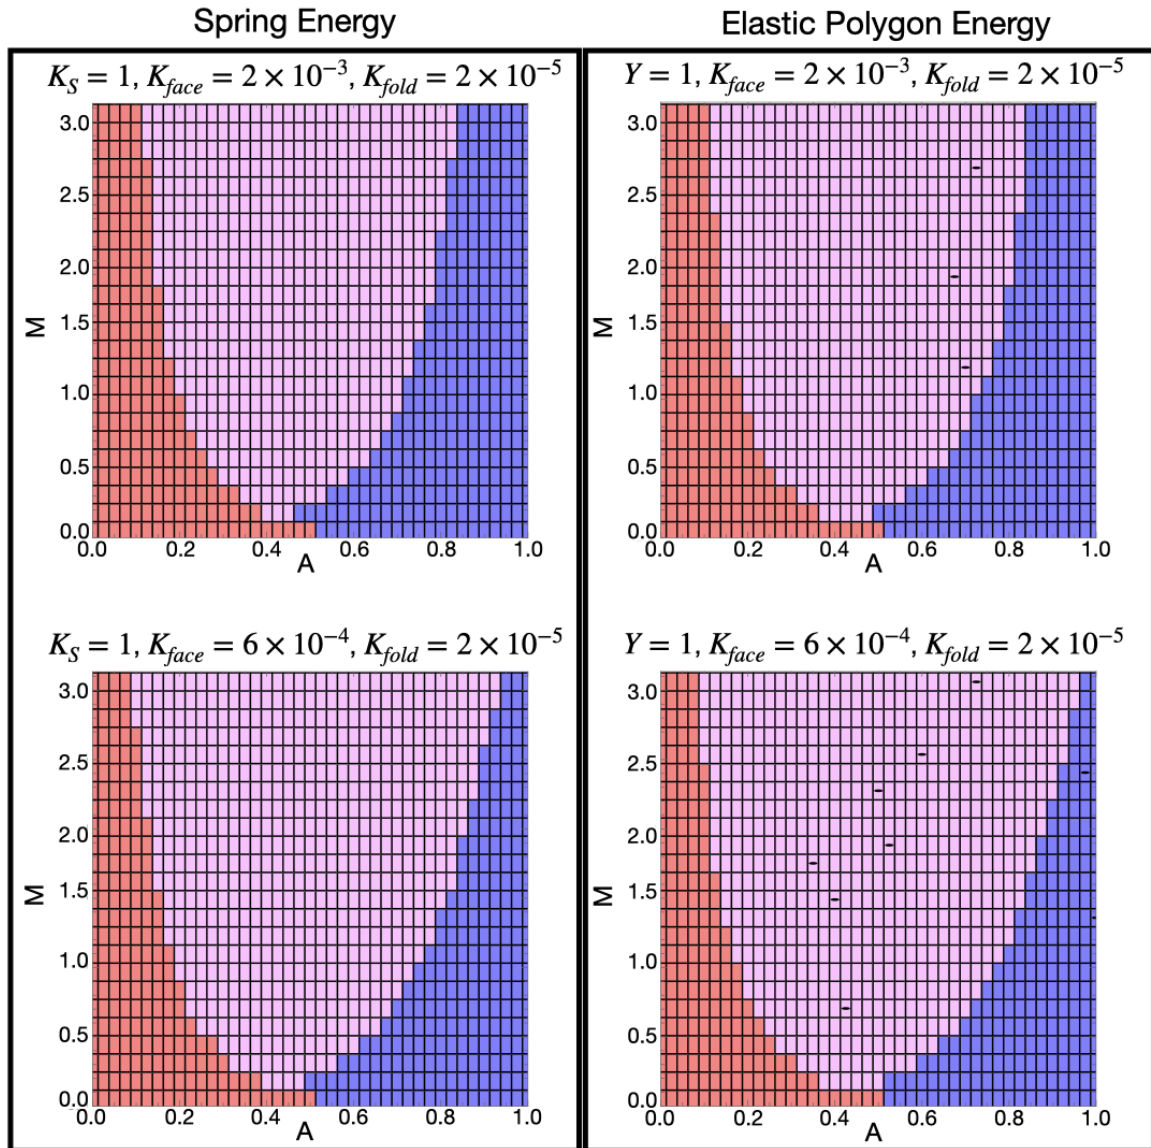 Spring Energy
Elastic Polygon Energy
K_S = 1, K_face = 2 × 10^-3, K_fold = 2 × 10^-5
3.0
2.5
2.0
1.5
1.0
0.5
0.0
M
0.0 0.2 0.4 0.6 0.8 1.0
A
Y = 1, K_face = 2 × 10^-3, K_fold = 2 × 10^-5
3.0
2.5
2.0
1.5
1.0
0.5
0.0
M
0.0 0.2 0.4 0.6 0.8 1.0
A
K_S = 1, K_face = 6 × 10^-4, K_fold = 2 × 10^-5
3.0
2.5
2.0
1.5
1.0
0.5
0.0
M
0.0 0.2 0.4 0.6 0.8 1.0
A
Y = 1, K_face = 6 × 10^-4, K_fold = 2 × 10^-5
3.0
2.5
2.0
1.5
1.0
0.5
0.0
M
0.0 0.2 0.4 0.6 0.8 1.0
A